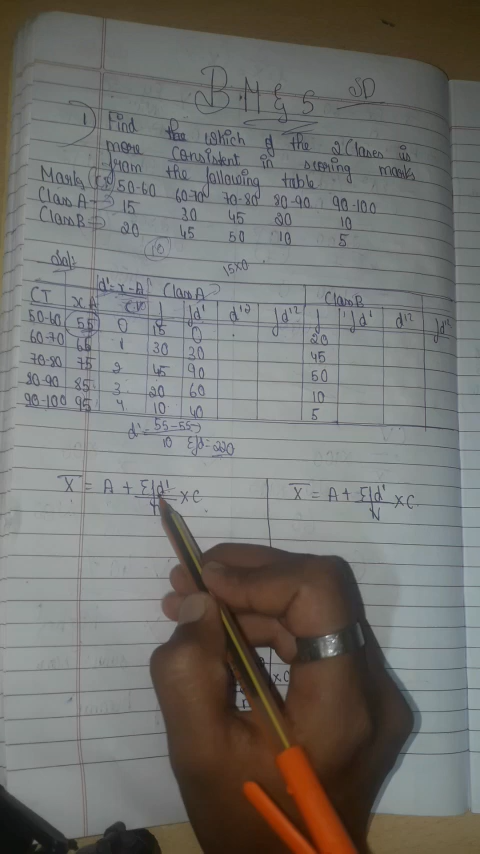 B.M & S SD
1) Find the which of the 2 Classes is
more consistent in scoring marks
from the following table
Marks (x) 50-60 60-70 70-80 80-90 90-100
Class A → 15 30 45 20 10
Class B → 20 45 50 10 5
10
15x0
Sol:
d' = x - A Class A Class B
CT x A f fd' d'² fd'² f fd' d'² fd'²
50-60 55 0 15 0 20
60-70 65 1 30 30 45
70-80 75 2 45 90 50
80-90 85 3 20 60 10
90-100 95 4 10 40 5
d' = 55-55
10 Σfd' = 220
X̄ = A + Σfd' x C X̄ = A + Σfd' x C
N
x C